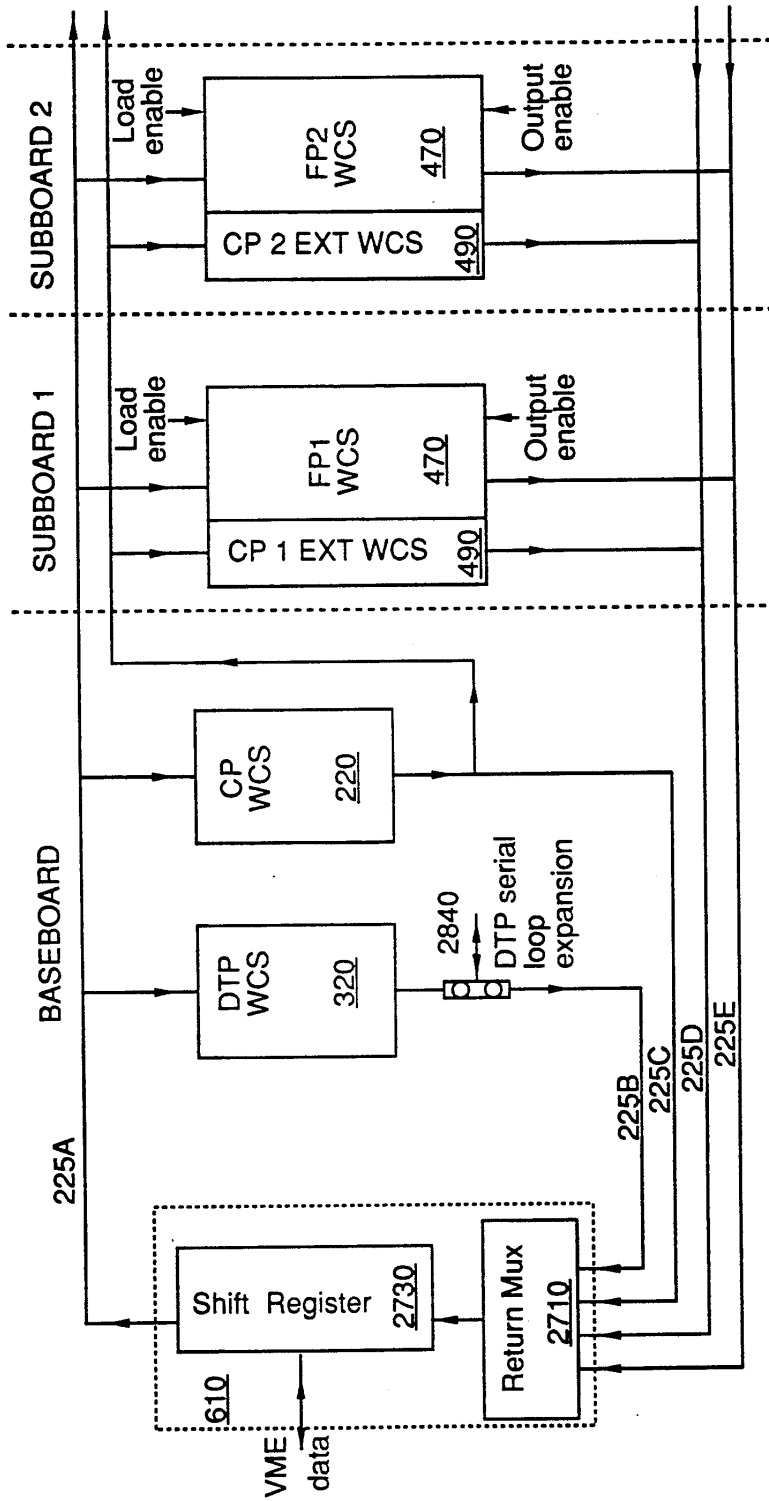 BASEBOARD
SUBBOARD 1
SUBBOARD 2
225A
Load
enable
Load
enable
DTP
WCS
320
CP
WCS
220
CP 1 EXT WCS
490
FP1
WCS
470
CP 2 EXT WCS
490
FP2
WCS
470
Output
enable
Output
enable
2840
DTP serial
loop
expansion
610
VME
data
Shift Register
2730
Return Mux
2710
225B
225C
225D
225E